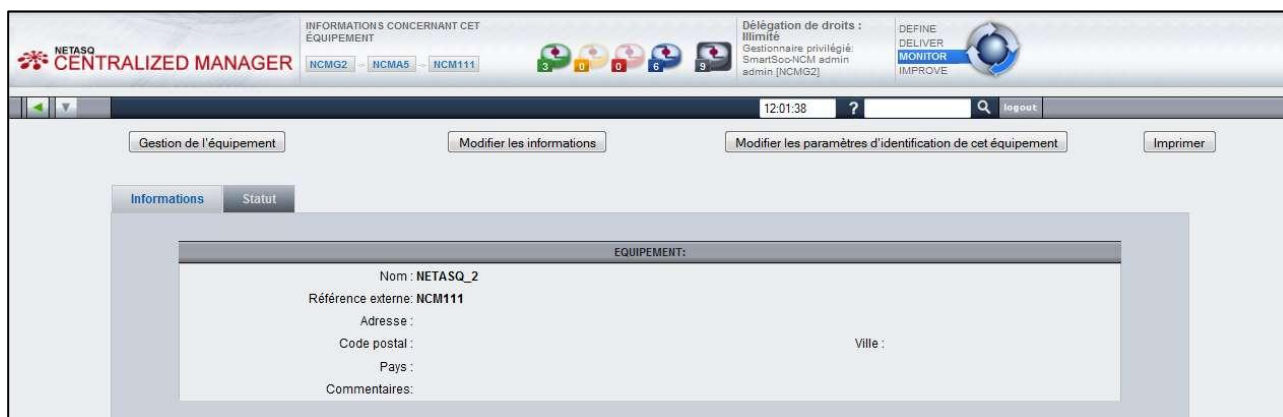 NETASQ
CENTRALIZED MANAGER
INFORMATIONS CONCERNANT CET
ÉQUIPEMENT
NCMG2 - NCMA5 - NCM111
3 0 0 6 9
Délégation de droits :
Illimité
Gestionnaire privilégié:
SmartSoo-NCM admin
admin [NCMG2]
DEFINE
DELIVER
MONITOR
IMPROVE
12:01:38 ? logout
Gestion de l'équipement Modifier les informations Modifier les paramètres d'identification de cet équipement Imprimer
Informations Statut
EQUIPEMENT:
Nom : NETASQ_2
Référence externe: NCM111
Adresse :
Code postal : Ville :
Pays :
Commentaires: